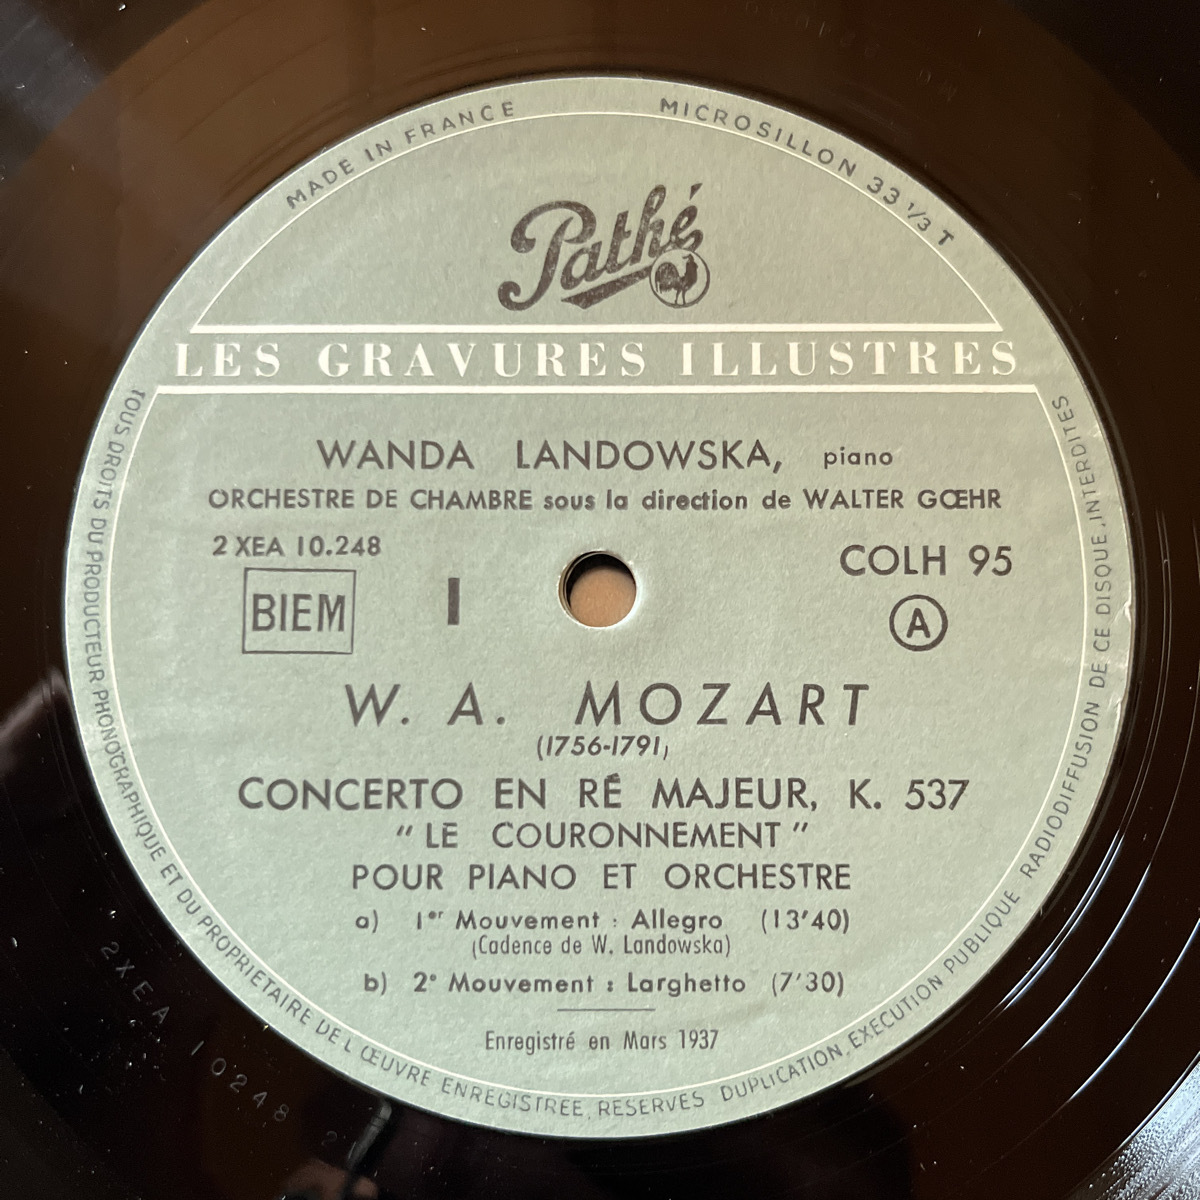 MADE IN FRANCE
MICROSILLON 33 1/3 T
Pathé
LES GRAVURES ILLUSTRES
WANDA LANDOWSKA, piano
ORCHESTRE DE CHAMBRE sous la direction de WALTER GŒHR
2 XEA 10.248
COLH 95
BIEM
I
A
W. A. MOZART
(1756-1791)
CONCERTO EN RÉ MAJEUR, K. 537
"LE COURONNEMENT"
POUR PIANO ET ORCHESTRE
a) 1er Mouvement : Allegro (13'40)
(Cadence de W. Landowska)
b) 2e Mouvement : Larghetto (7'30)
Enregistré en Mars 1937
TOUS DROITS DU PRODUCTEUR PHONOGRAPHIQUE ET DU PROPRIETAIRE DE L'ŒUVRE ENREGISTREE, RESERVES DUPLICATION, EXECUTION PUBLIQUE RADIODIFFUSION DE CE DISQUE, INTERDITES
2XEA 10248